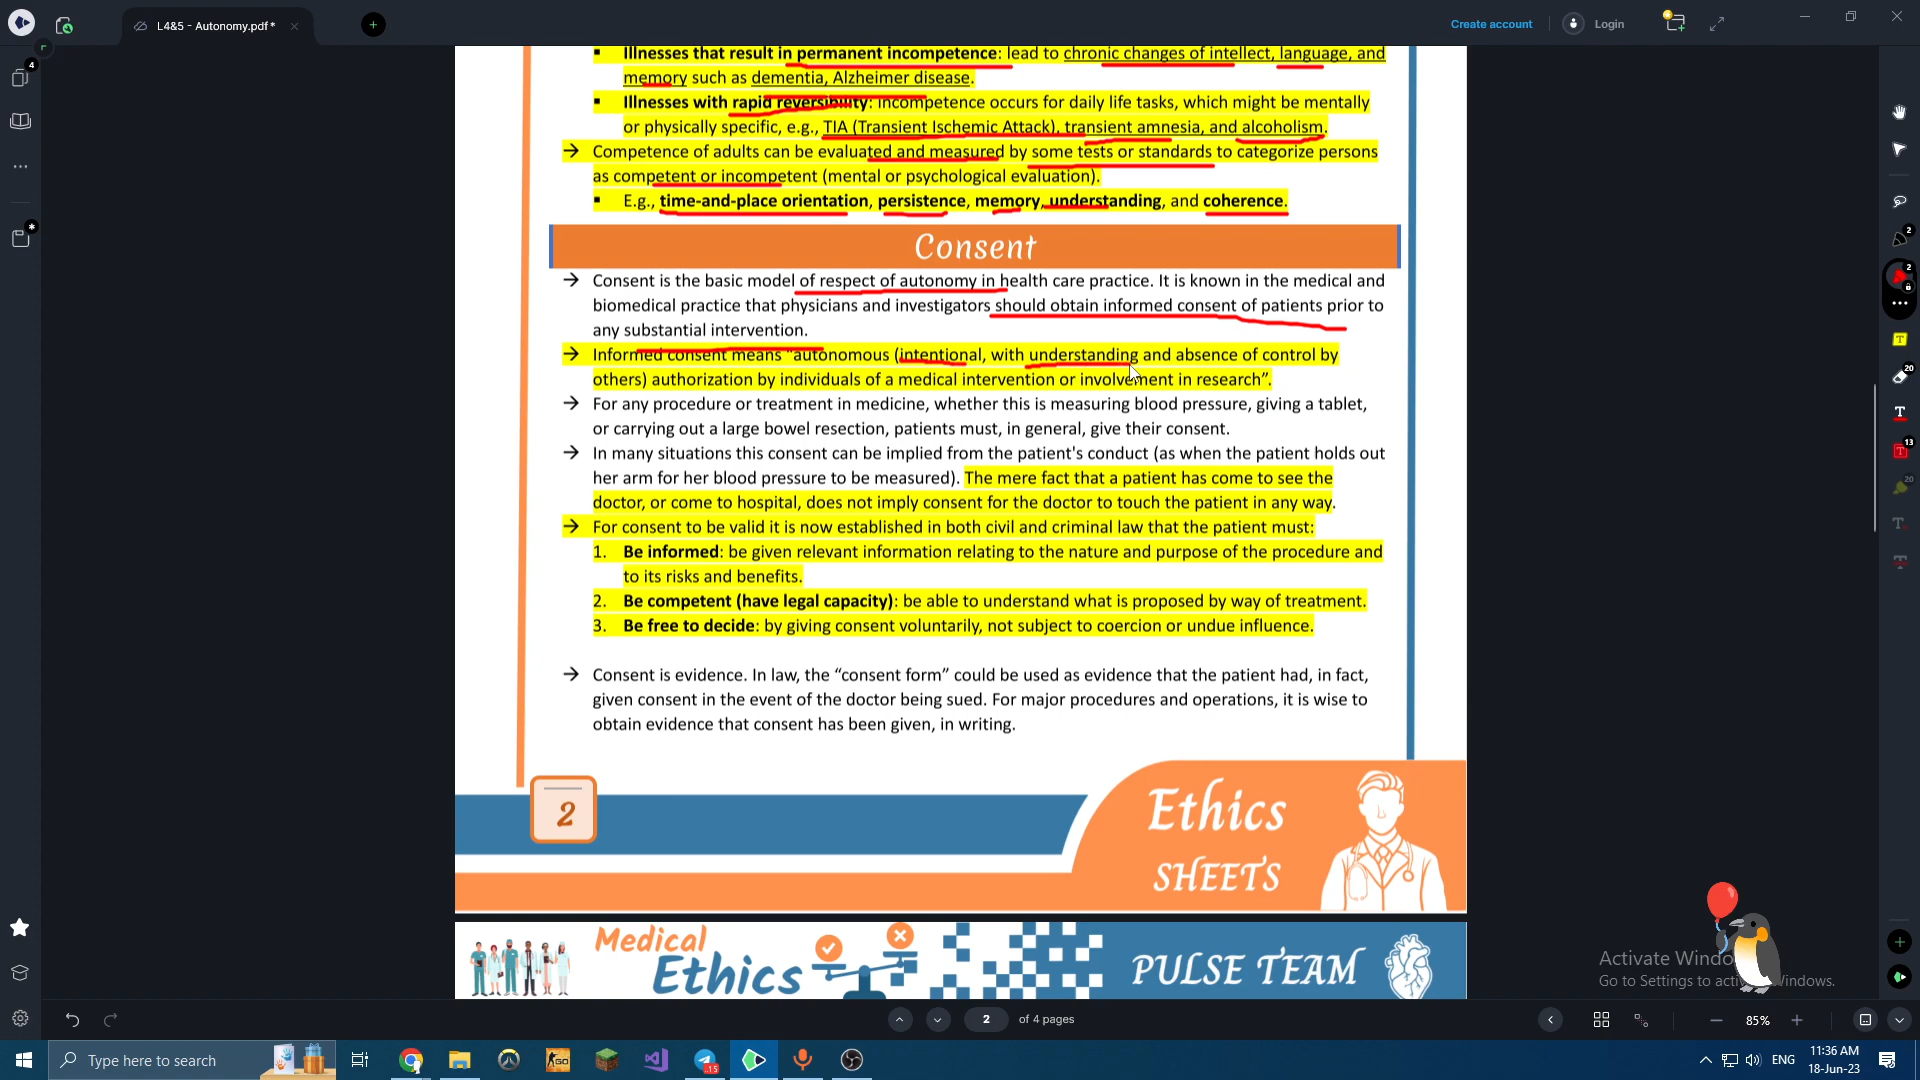 L4&5 - Autonomy.pdf *
Create account
Login
4
▪ Illnesses that result in permanent incompetence: lead to chronic changes of intellect, language, and
memory such as dementia, Alzheimer disease.
▪ Illnesses with rapid reversibility: incompetence occurs for daily life tasks, which might be mentally
or physically specific, e.g., TIA (Transient Ischemic Attack), transient amnesia, and alcoholism.
→ Competence of adults can be evaluated and measured by some tests or standards to categorize persons
as competent or incompetent (mental or psychological evaluation).
▪ E.g., time-and-place orientation, persistence, memory, understanding, and coherence.
Consent
→ Consent is the basic model of respect of autonomy in health care practice. It is known in the medical and
biomedical practice that physicians and investigators should obtain informed consent of patients prior to
any substantial intervention.
→ Informed consent means "autonomous (intentional, with understanding and absence of control by
others) authorization by individuals of a medical intervention or involvement in research”.
→ For any procedure or treatment in medicine, whether this is measuring blood pressure, giving a tablet,
or carrying out a large bowel resection, patients must, in general, give their consent.
→ In many situations this consent can be implied from the patient's conduct (as when the patient holds out
her arm for her blood pressure to be measured). The mere fact that a patient has come to see the
doctor, or come to hospital, does not imply consent for the doctor to touch the patient in any way.
→ For consent to be valid it is now established in both civil and criminal law that the patient must:
1. Be informed: be given relevant information relating to the nature and purpose of the procedure and
to its risks and benefits.
2. Be competent (have legal capacity): be able to understand what is proposed by way of treatment.
3. Be free to decide: by giving consent voluntarily, not subject to coercion or undue influence.
→ Consent is evidence. In law, the “consent form” could be used as evidence that the patient had, in fact,
given consent in the event of the doctor being sued. For major procedures and operations, it is wise to
obtain evidence that consent has been given, in writing.
2
Ethics
SHEETS
Medical
Ethics
PULSE TEAM
2
2
20
13
20
Activate Windo
Go to Settings to acti Windows.
2 of 4 pages
85%
Type here to search
GO
15
ENG
11:36 AM
18-Jun-23